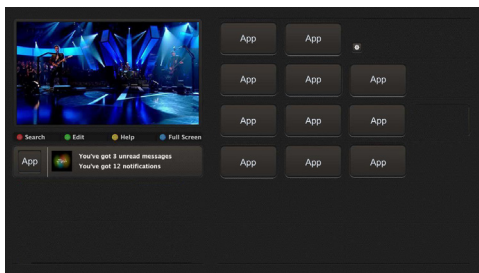 App App
App App App
App App App
App App App
Search Edit Help Full Screen
App
You've got 3 unread messages
You've got 12 notifications